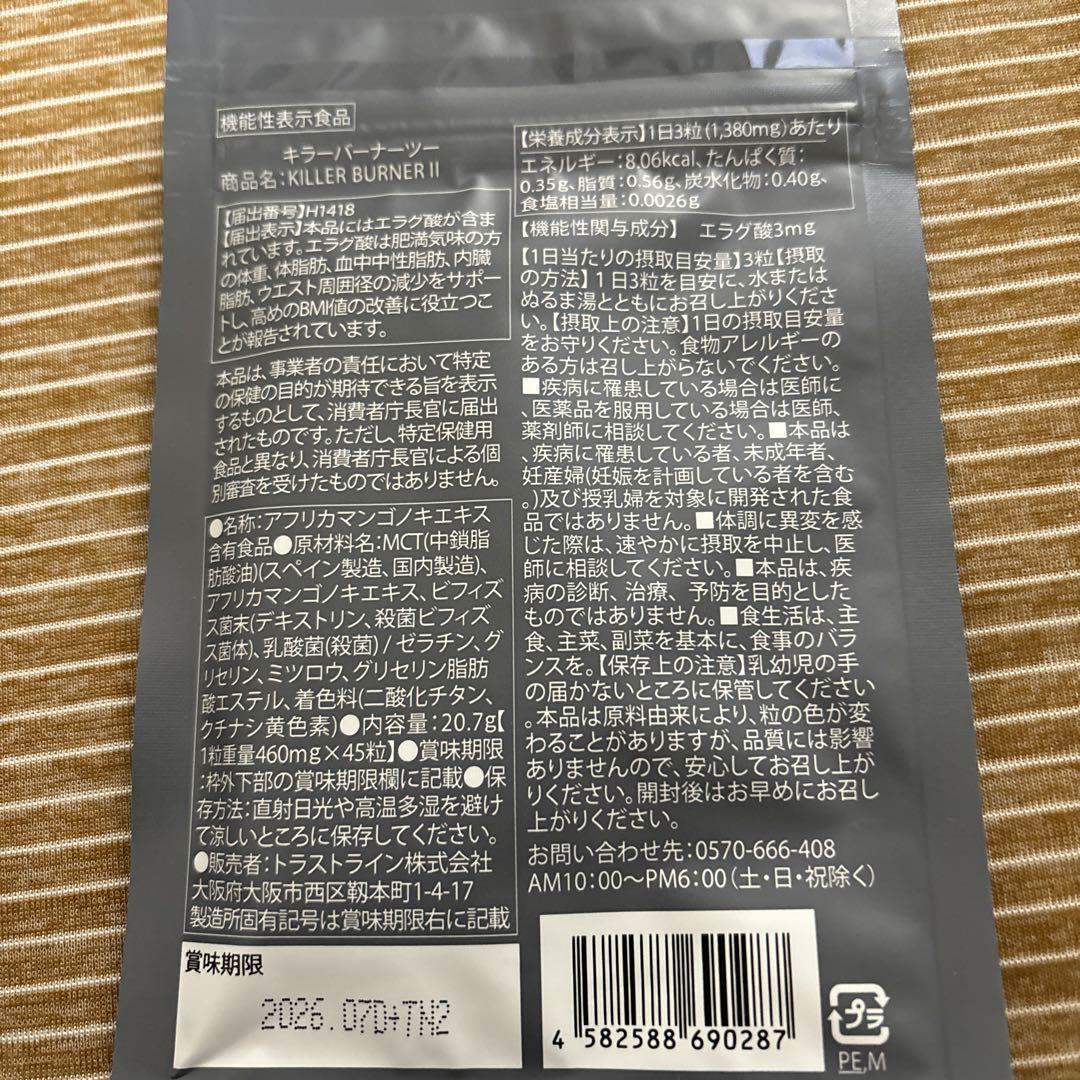 機能性表示食品
キラーバーナーツー
商品名:KILLER BURNER II
【届出番号】H1418
【届出表示】本品にはエラグ酸が含ま
れています。エラグ酸は肥満気味の方
の体重、体脂肪、血中中性脂肪、内臓
脂肪、ウエスト周囲径の減少をサポー
トし、高めのBMI値の改善に役立つこ
とが報告されています。
本品は、事業者の責任において特定
の保健の目的が期待できる旨を表示
するものとして、消費者庁長官に届出
されたものです。ただし、特定保健用
食品と異なり、消費者庁長官による個
別審査を受けたものではありません。
●名称:アフリカマンゴノキエキス
含有食品●原材料名:MCT(中鎖脂
肪酸油)(スペイン製造、国内製造)、
アフリカマンゴノキエキス、ビフィズ
ス菌末(デキストリン、殺菌ビフィズ
ス菌体)、乳酸菌(殺菌) / ゼラチン、グ
リセリン、ミツロウ、グリセリン脂肪
酸エステル、着色料(二酸化チタン、
クチナシ黄色素)●内容量:20.7g【
1粒重量460mg×45粒】●賞味期限
:枠外下部の賞味期限欄に記載●保
存方法:直射日光や高温多湿を避け
て涼しいところに保存してください。
●販売者:トラストライン株式会社
大阪府大阪市西区靱本町1-4-17
製造所固有記号は賞味期限右に記載
賞味期限
2026.07D+TN2
【栄養成分表示】1日3粒(1,380mg)あたり
エネルギー:8.06kcal、たんぱく質:
0.35g、脂質:0.56g、炭水化物:0.40g、
食塩相当量:0.0026g
【機能性関与成分】 エラグ酸3mg
【1日当たりの摂取目安量】3粒【摂取
の方法】1日3粒を目安に、水または
ぬるま湯とともにお召し上がりくださ
い。【摂取上の注意】1日の摂取目安量
をお守りください。食物アレルギーの
ある方は召し上がらないでください。
■疾病に罹患している場合は医師に
、医薬品を服用している場合は医師、
薬剤師に相談してください。■本品は
、疾病に罹患している者、未成年者、
妊産婦(妊娠を計画している者を含む
。)及び授乳婦を対象に開発された食
品ではありません。■体調に異変を感
じた際は、速やかに摂取を中止し、医
師に相談してください。■本品は、疾
病の診断、治療、予防を目的とした
ものではありません。■食生活は、主
食、主菜、副菜を基本に、食事のバラ
ンスを。【保存上の注意】乳幼児の手
の届かないところに保管してください
。本品は原料由来により、粒の色が変
わることがありますが、品質には影響
ありませんので、安心してお召し上が
りください。開封後はお早めにお召し
上がりください。
お問い合わせ先:0570-666-408
AM10:00〜PM6:00(土・日・祝除く)
4 582588 690287
プラ
PE,M